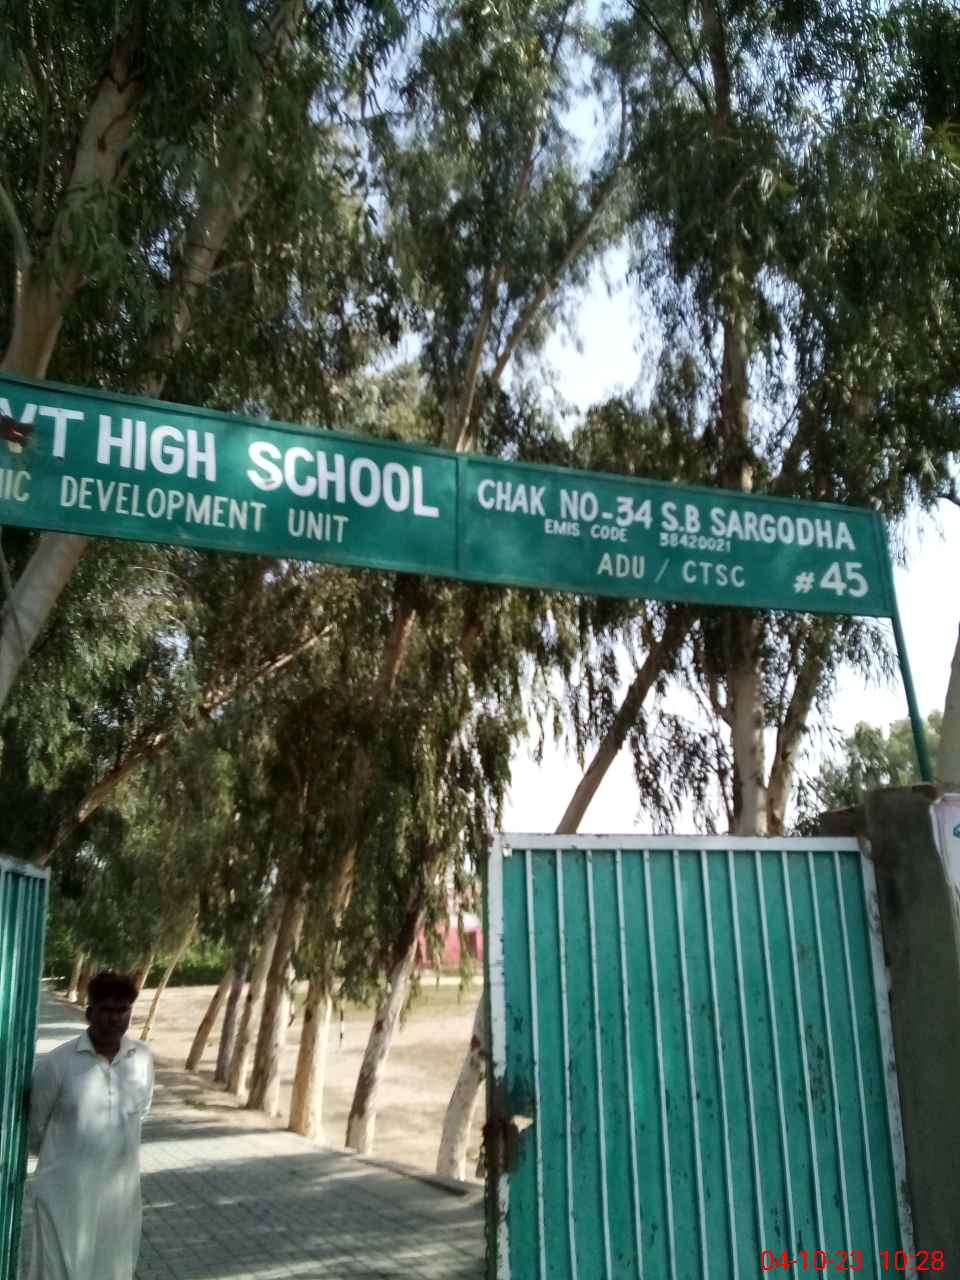 VT HIGH SCHOOL
MIC DEVELOPMENT UNIT
CHAK NO-34 S.B SARGODHA
EMIS CODE 38420021
ADU / CTSC #45
04-10-23 10:28